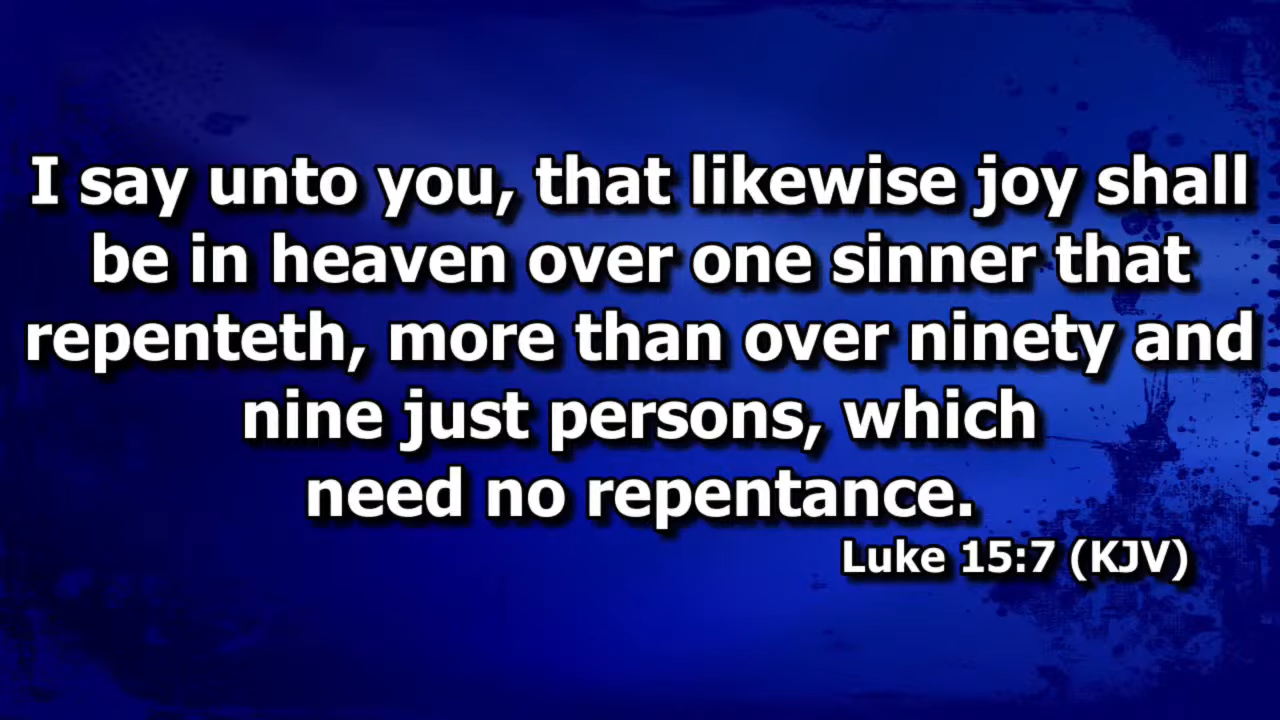 I say unto you, that likewise joy shall
be in heaven over one sinner that
repenteth, more than over ninety and
nine just persons, which
need no repentance.
Luke 15:7 (KJV)